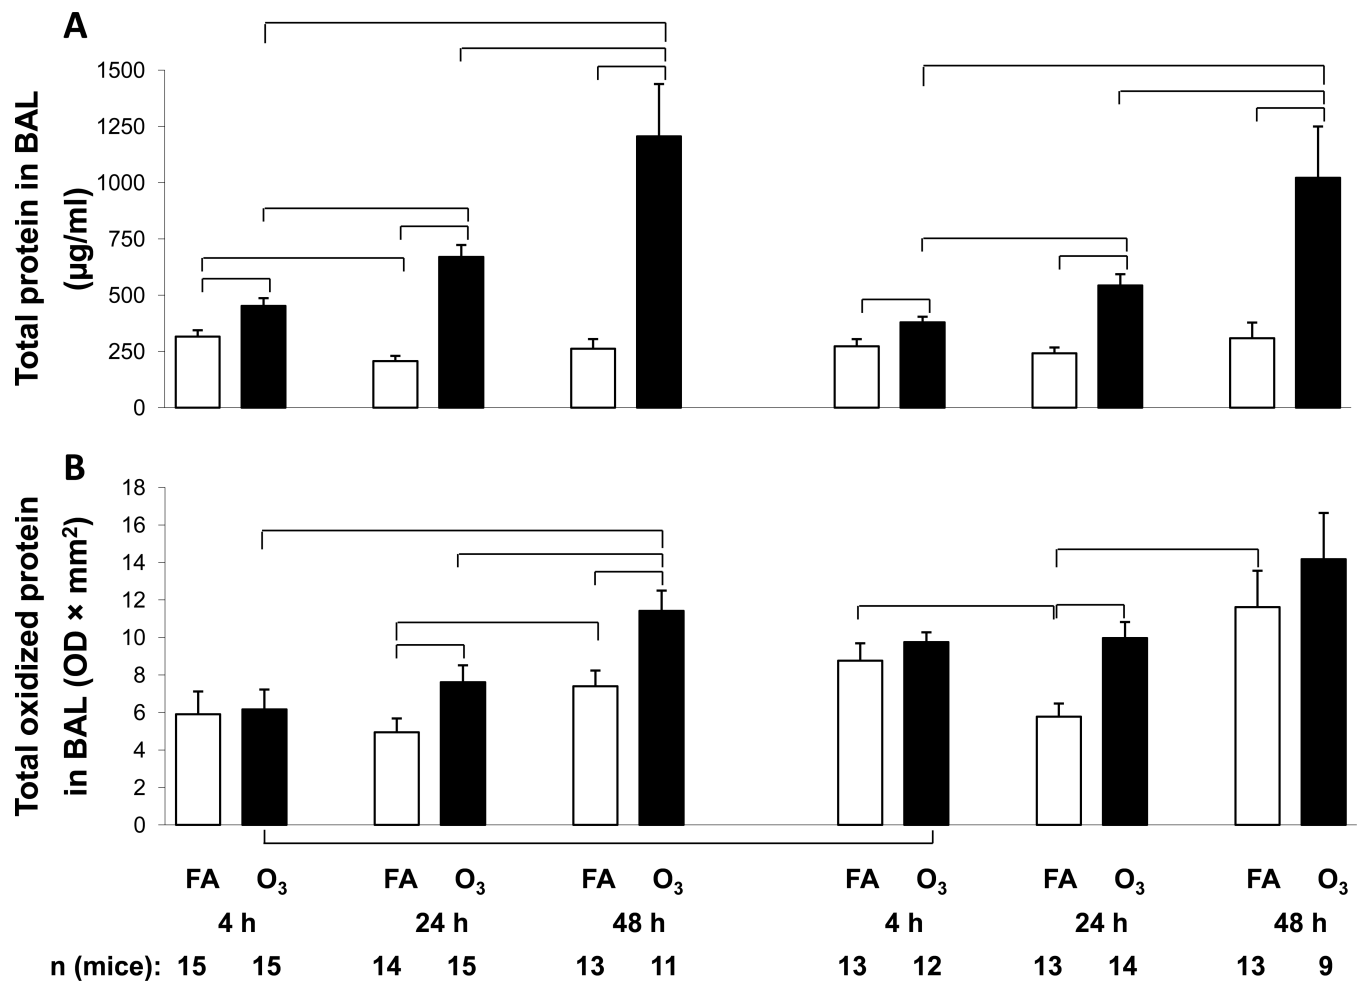 A
Total protein in BAL
(µg/ml)
1500
1250
1000
750
500
250
0
B
Total oxidized protein
in BAL (OD × mm²)
18
16
14
12
10
8
6
4
2
0
FA O₃ FA O₃ FA O₃ FA O₃ FA O₃ FA O₃
4 h 24 h 48 h 4 h 24 h 48 h
n (mice): 15 15 14 15 13 11 13 12 13 14 13 9